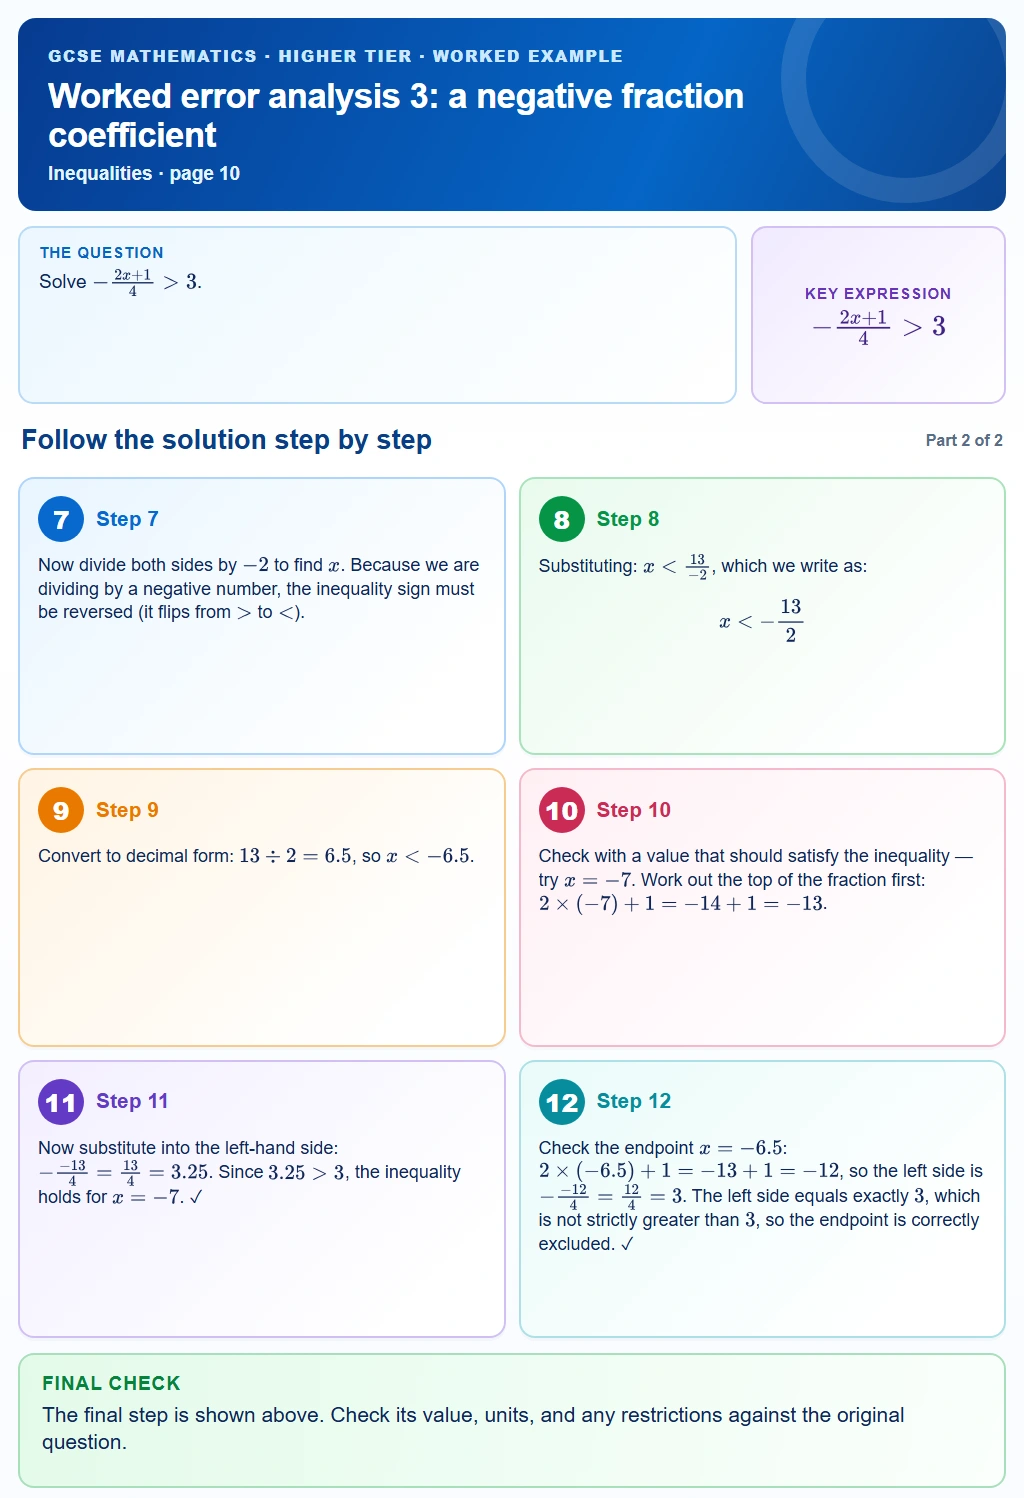 GCSE MATHEMATICS · HIGHER TIER · WORKED EXAMPLE
Worked error analysis 3: a negative fraction
coefficient
Inequalities · page 10
THE QUESTION
Solve −\frac{2x+1}{4} > 3.
KEY EXPRESSION
−\frac{2x+1}{4} > 3
Follow the solution step by step
Part 2 of 2
7 Step 7
Now divide both sides by −2 to find x. Because we are
dividing by a negative number, the inequality sign must
be reversed (it flips from > to <).
8 Step 8
Substituting: x < \frac{13}{−2}, which we write as:
x < −\frac{13}{2}
9 Step 9
Convert to decimal form: 13 ÷ 2 = 6.5, so x < −6.5.
10 Step 10
Check with a value that should satisfy the inequality —
try x = −7. Work out the top of the fraction first:
2 × (−7) + 1 = −14 + 1 = −13.
11 Step 11
Now substitute into the left-hand side:
−\frac{−13}{4} = \frac{13}{4} = 3.25. Since 3.25 > 3, the inequality
holds for x = −7. ✓
12 Step 12
Check the endpoint x = −6.5:
2 × (−6.5) + 1 = −13 + 1 = −12, so the left side is
−\frac{−12}{4} = \frac{12}{4} = 3. The left side equals exactly 3, which
is not strictly greater than 3, so the endpoint is correctly
excluded. ✓
FINAL CHECK
The final step is shown above. Check its value, units, and any restrictions against the original
question.